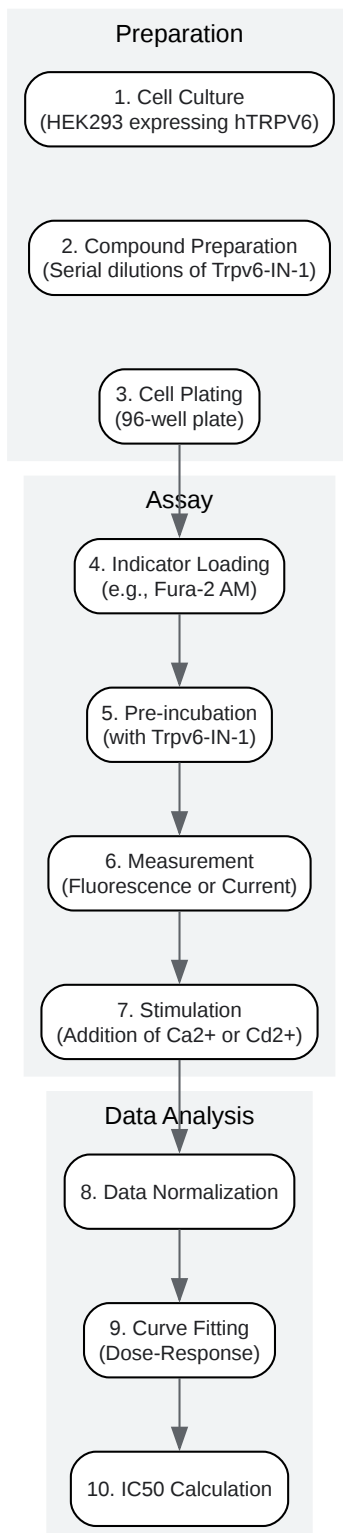 Preparation
1. Cell Culture
(HEK293 expressing hTRPV6)
2. Compound Preparation
(Serial dilutions of Trpv6-IN-1)
3. Cell Plating
(96-well plate)
Assay
4. Indicator Loading
(e.g., Fura-2 AM)
5. Pre-incubation
(with Trpv6-IN-1)
6. Measurement
(Fluorescence or Current)
7. Stimulation
(Addition of Ca2+ or Cd2+)
Data Analysis
8. Data Normalization
9. Curve Fitting
(Dose-Response)
10. IC50 Calculation